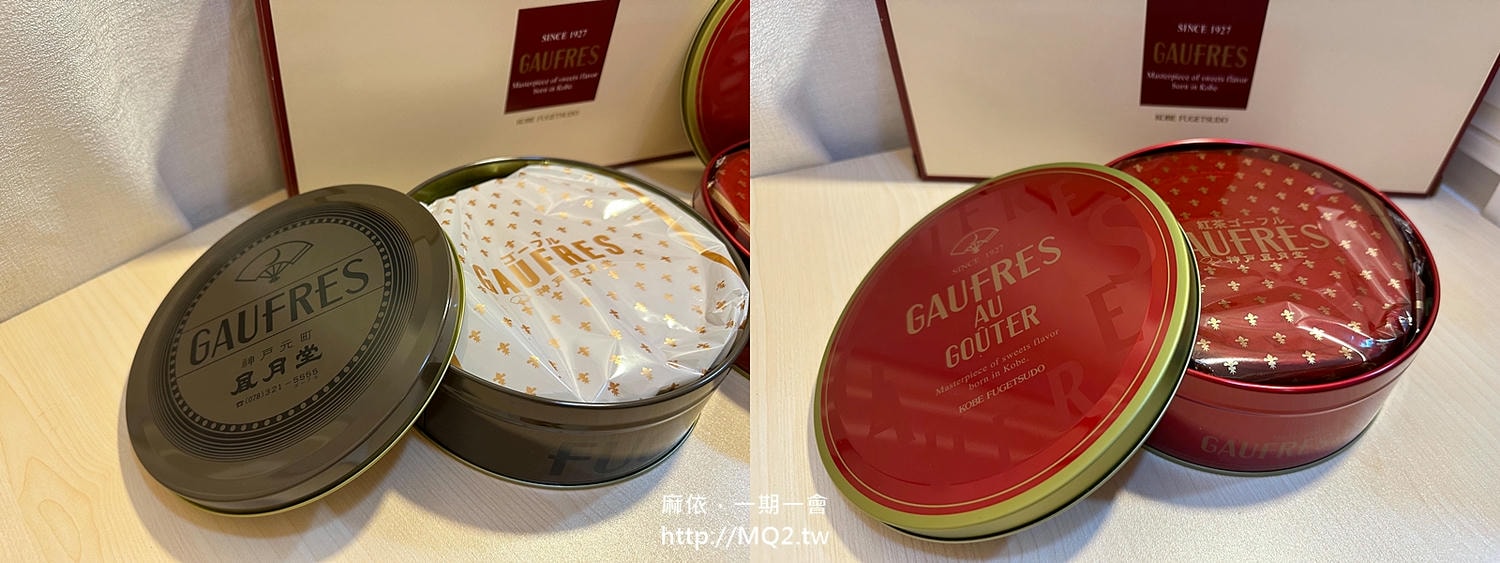 SINCE 1927
GAUFRES
Masterpiece of sweets flavor
born in Kobe
KOBE FUGETSUDO
GAUFRES
神戸元町
風月堂
☎(078)321-5555
ゴーフル
GAUFRES
神戸風月堂
FU
SINCE 1927
GAUFRES
Masterpiece of sweets flavor
born in Kobe
KOBE FUGETSUDO
SINCE 1927
GAUFRES
AU
GOÛTER
Masterpiece of sweets flavor
born in Kobe.
KOBE FUGETSUDO
紅茶ゴーフル
GAUFRES
神戸風月堂
GAUFRES
麻依．一期一會
http://MQ2.tw